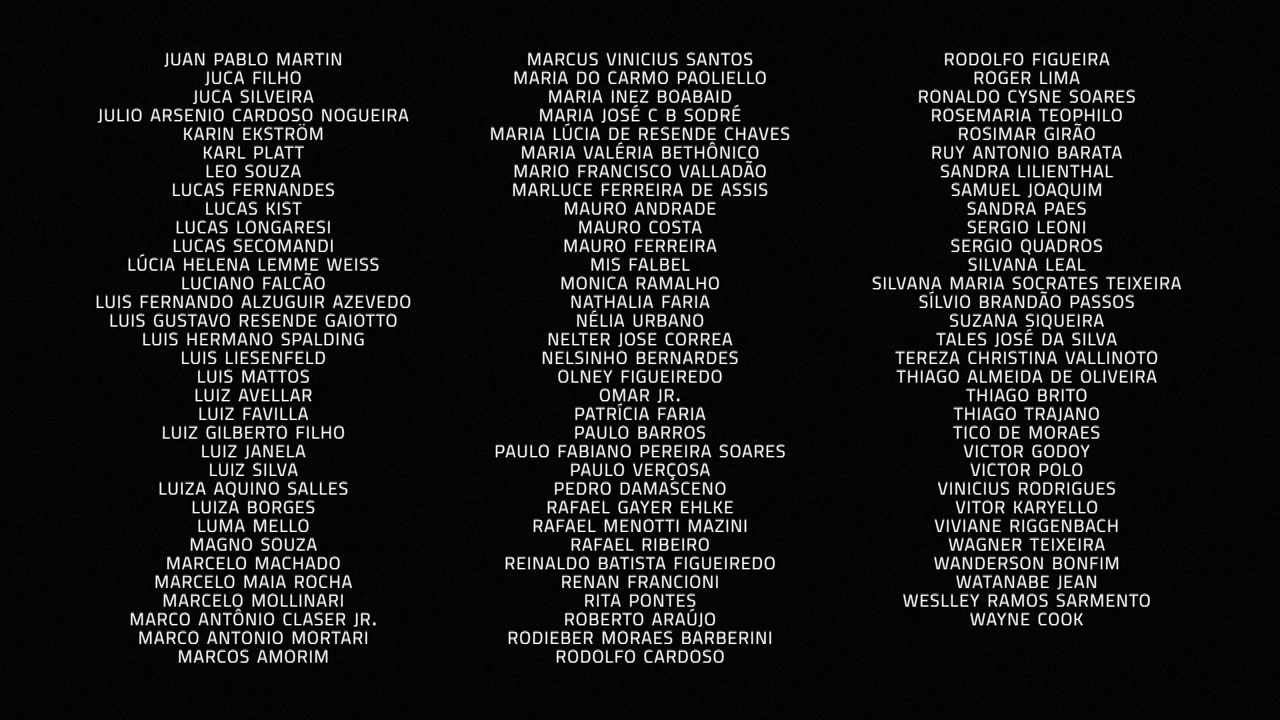 JUAN PABLO MARTIN
JUCA FILHO
JUCA SILVEIRA
JULIO ARSENIO CARDOSO NOGUEIRA
KARIN EKSTRÖM
KARL PLATT
LEO SOUZA
LUCAS FERNANDES
LUCAS KIST
LUCAS LONGARESI
LUCAS SECOMANDI
LÚCIA HELENA LEMME WEISS
LUCIANO FALCÃO
LUIS FERNANDO ALZUGUIR AZEVEDO
LUIS GUSTAVO RESENDE GAIOTTO
LUIS HERMANO SPALDING
LUIS LIESENFELD
LUIS MATTOS
LUIZ AVELLAR
LUIZ FAVILLA
LUIZ GILBERTO FILHO
LUIZ JANELA
LUIZ SILVA
LUIZA AQUINO SALLES
LUIZA BORGES
LUMA MELLO
MAGNO SOUZA
MARCELO MACHADO
MARCELO MAIA ROCHA
MARCELO MOLLINARI
MARCO ANTÔNIO CLASER JR.
MARCO ANTONIO MORTARI
MARCOS AMORIM
MARCUS VINICIUS SANTOS
MARIA DO CARMO PAOLIELLO
MARIA INEZ BOABAID
MARIA JOSÉ C B SODRÉ
MARIA LÚCIA DE RESENDE CHAVES
MARIA VALÉRIA BETHÔNICO
MARIO FRANCISCO VALLADÃO
MARLUCE FERREIRA DE ASSIS
MAURO ANDRADE
MAURO COSTA
MAURO FERREIRA
MIS FALBEL
MONICA RAMALHO
NATHALIA FARIA
NÉLIA URBANO
NELTER JOSE CORREA
NELSINHO BERNARDES
OLNEY FIGUEIREDO
OMAR JR.
PATRÍCIA FARIA
PAULO BARROS
PAULO FABIANO PEREIRA SOARES
PAULO VERÇOSA
PEDRO DAMASCENO
RAFAEL GAYER EHLKE
RAFAEL MENOTTI MAZINI
RAFAEL RIBEIRO
REINALDO BATISTA FIGUEIREDO
RENAN FRANCIONI
RITA PONTES
ROBERTO ARAÚJO
RODIEBER MORAES BARBERINI
RODOLFO CARDOSO
RODOLFO FIGUEIRA
ROGER LIMA
RONALDO CYSNE SOARES
ROSEMARIA TEOPHILO
ROSIMAR GIRÃO
RUY ANTONIO BARATA
SANDRA LILIENTHAL
SAMUEL JOAQUIM
SANDRA PAES
SERGIO LEONI
SERGIO QUADROS
SILVANA LEAL
SILVANA MARIA SOCRATES TEIXEIRA
SÍLVIO BRANDÃO PASSOS
SUZANA SIQUEIRA
TALES JOSÉ DA SILVA
TEREZA CHRISTINA VALLINOTO
THIAGO ALMEIDA DE OLIVEIRA
THIAGO BRITO
THIAGO TRAJANO
TICO DE MORAES
VICTOR GODOY
VICTOR POLO
VINICIUS RODRIGUES
VITOR KARYELLO
VIVIANE RIGGENBACH
WAGNER TEIXEIRA
WANDERSON BONFIM
WATANABE JEAN
WESLLEY RAMOS SARMENTO
WAYNE COOK